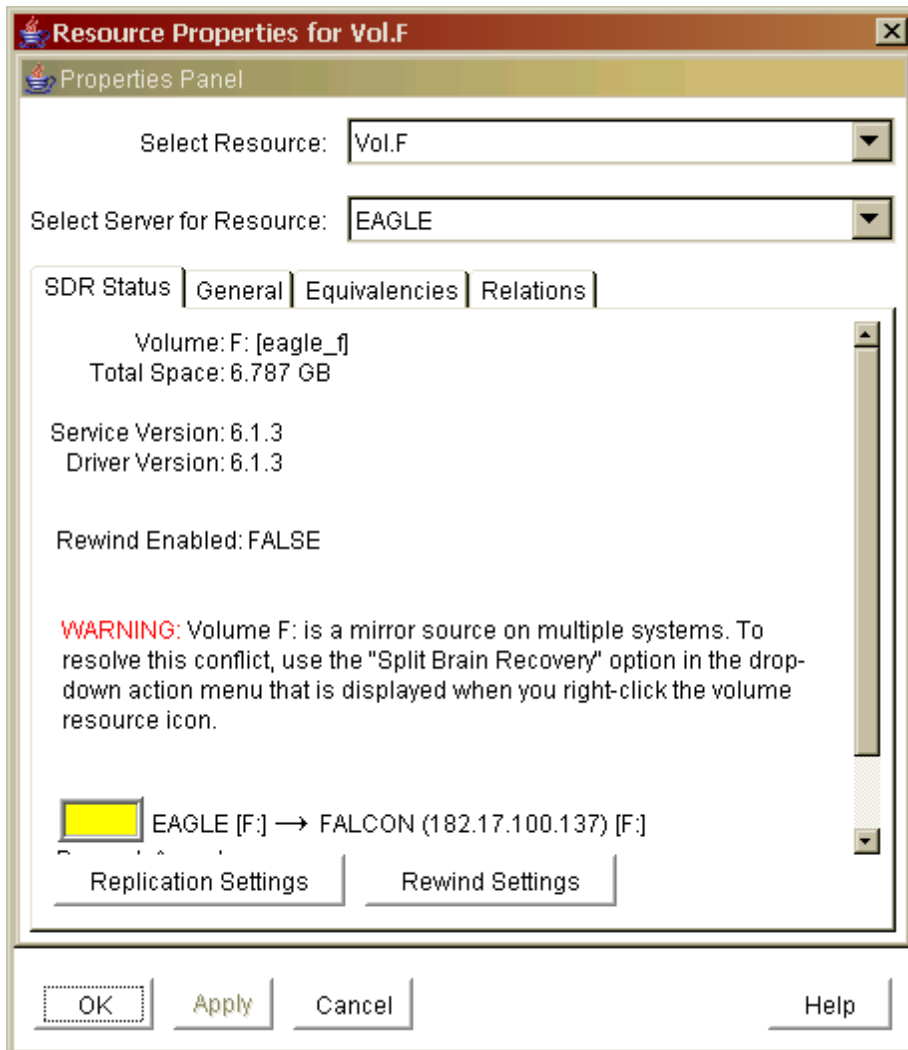 Resource Properties for Vol.F
Properties Panel
Select Resource: Vol.F
Select Server for Resource: EAGLE
SDR Status General Equivalencies Relations
Volume: F: [eagle_f]
Total Space: 6.787 GB
Service Version: 6.1.3
Driver Version: 6.1.3
Rewind Enabled: FALSE
WARNING: Volume F: is a mirror source on multiple systems. To
resolve this conflict, use the "Split Brain Recovery" option in the drop-
down action menu that is displayed when you right-click the volume
resource icon.
EAGLE [F:] → FALCON (182.17.100.137) [F:]
Replication Settings Rewind Settings
OK Apply Cancel Help